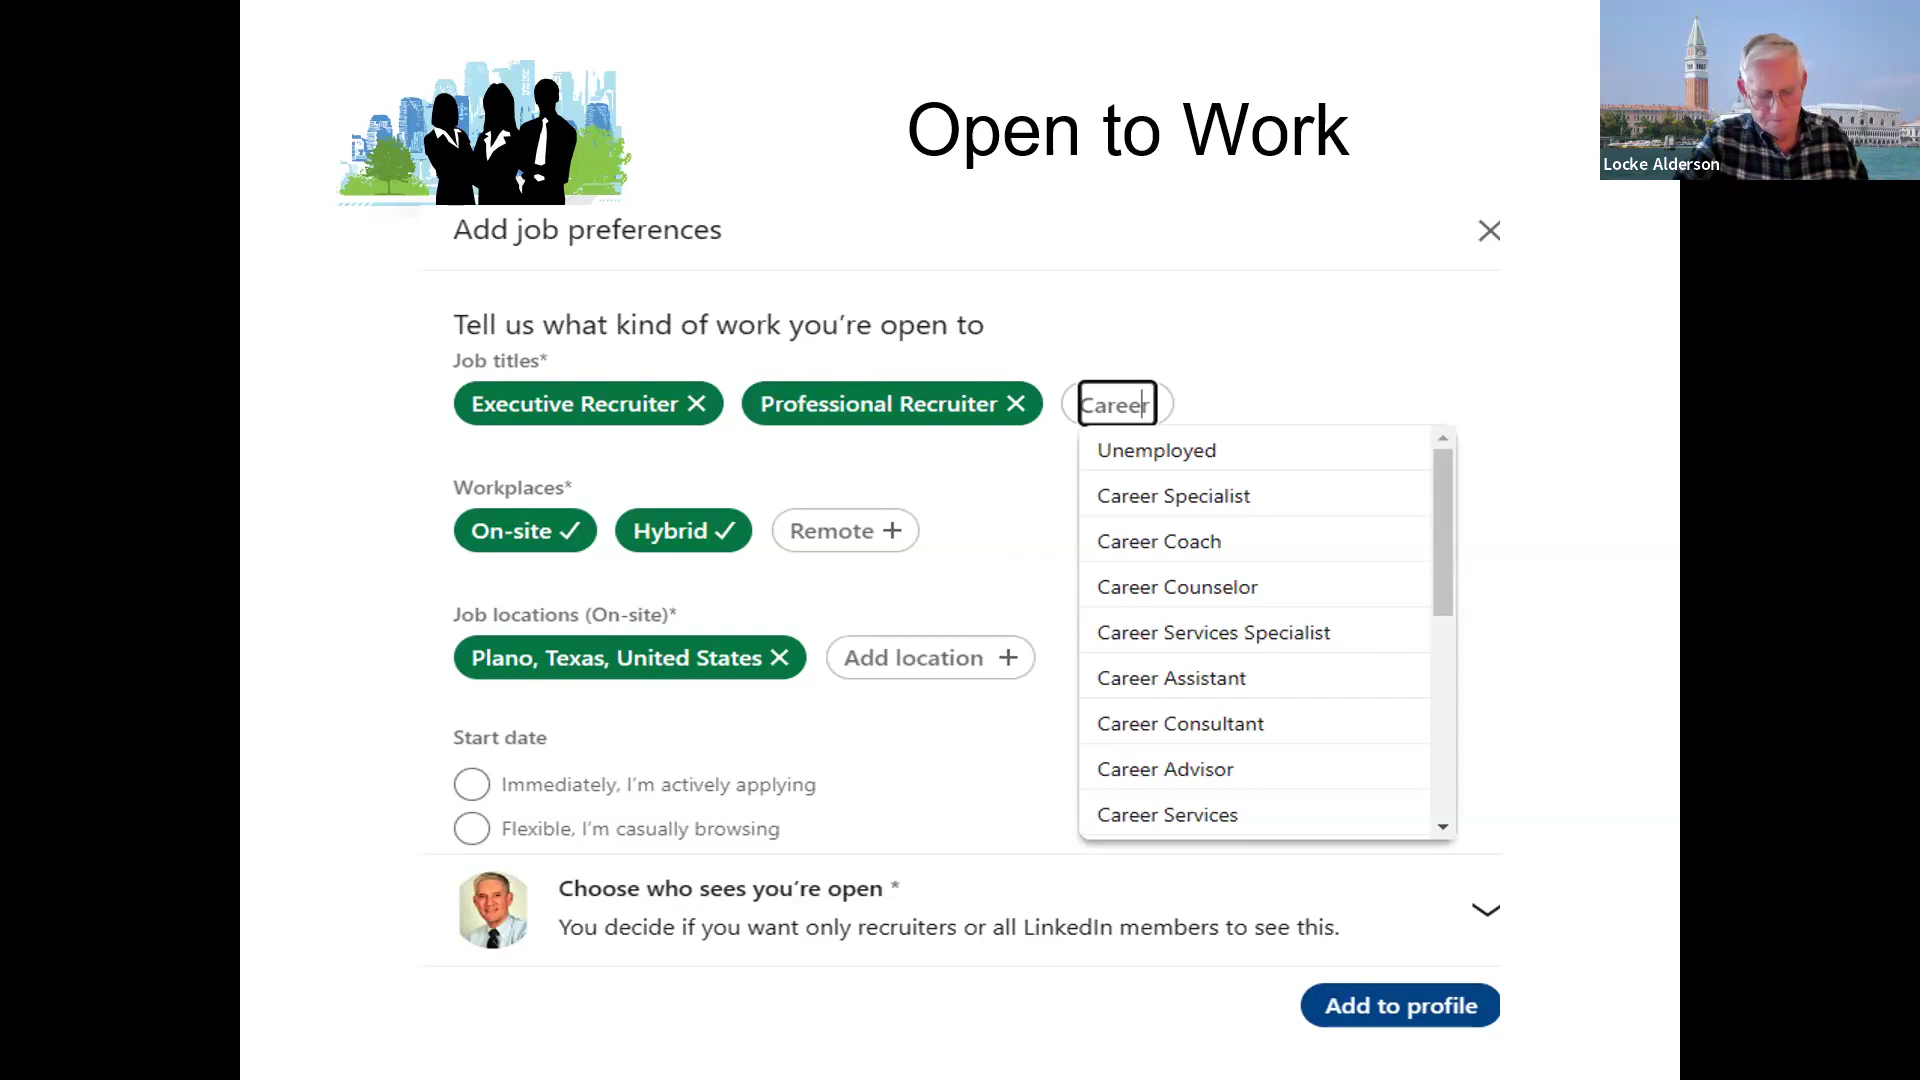 Open to Work
Locke Alderson
Add job preferences
Tell us what kind of work you're open to
Job titles*
Executive Recruiter
Professional Recruiter
Career
Unemployed
Career Specialist
Career Coach
Career Counselor
Career Services Specialist
Career Assistant
Career Consultant
Career Advisor
Career Services
Workplaces*
On-site
Hybrid
Remote +
Job locations (On-site)*
Plano, Texas, United States
Add location +
Start date
Immediately, I'm actively applying
Flexible, I'm casually browsing
Choose who sees you're open *
You decide if you want only recruiters or all LinkedIn members to see this.
Add to profile